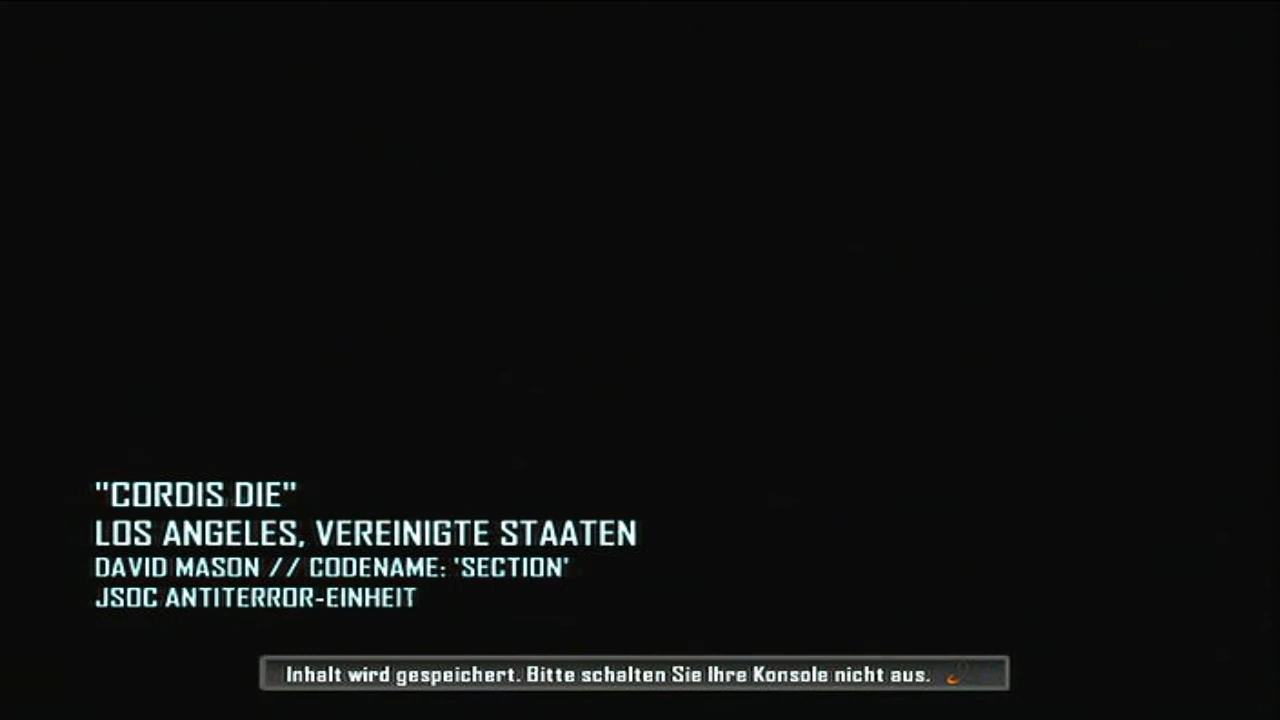 "CORDIS DIE"
LOS ANGELES, VEREINIGTE STAATEN
DAVID MASON // CODENAME: 'SECTION'
JSOC ANTITERROR-EINHEIT
Inhalt wird gespeichert. Bitte schalten Sie Ihre Konsole nicht aus.